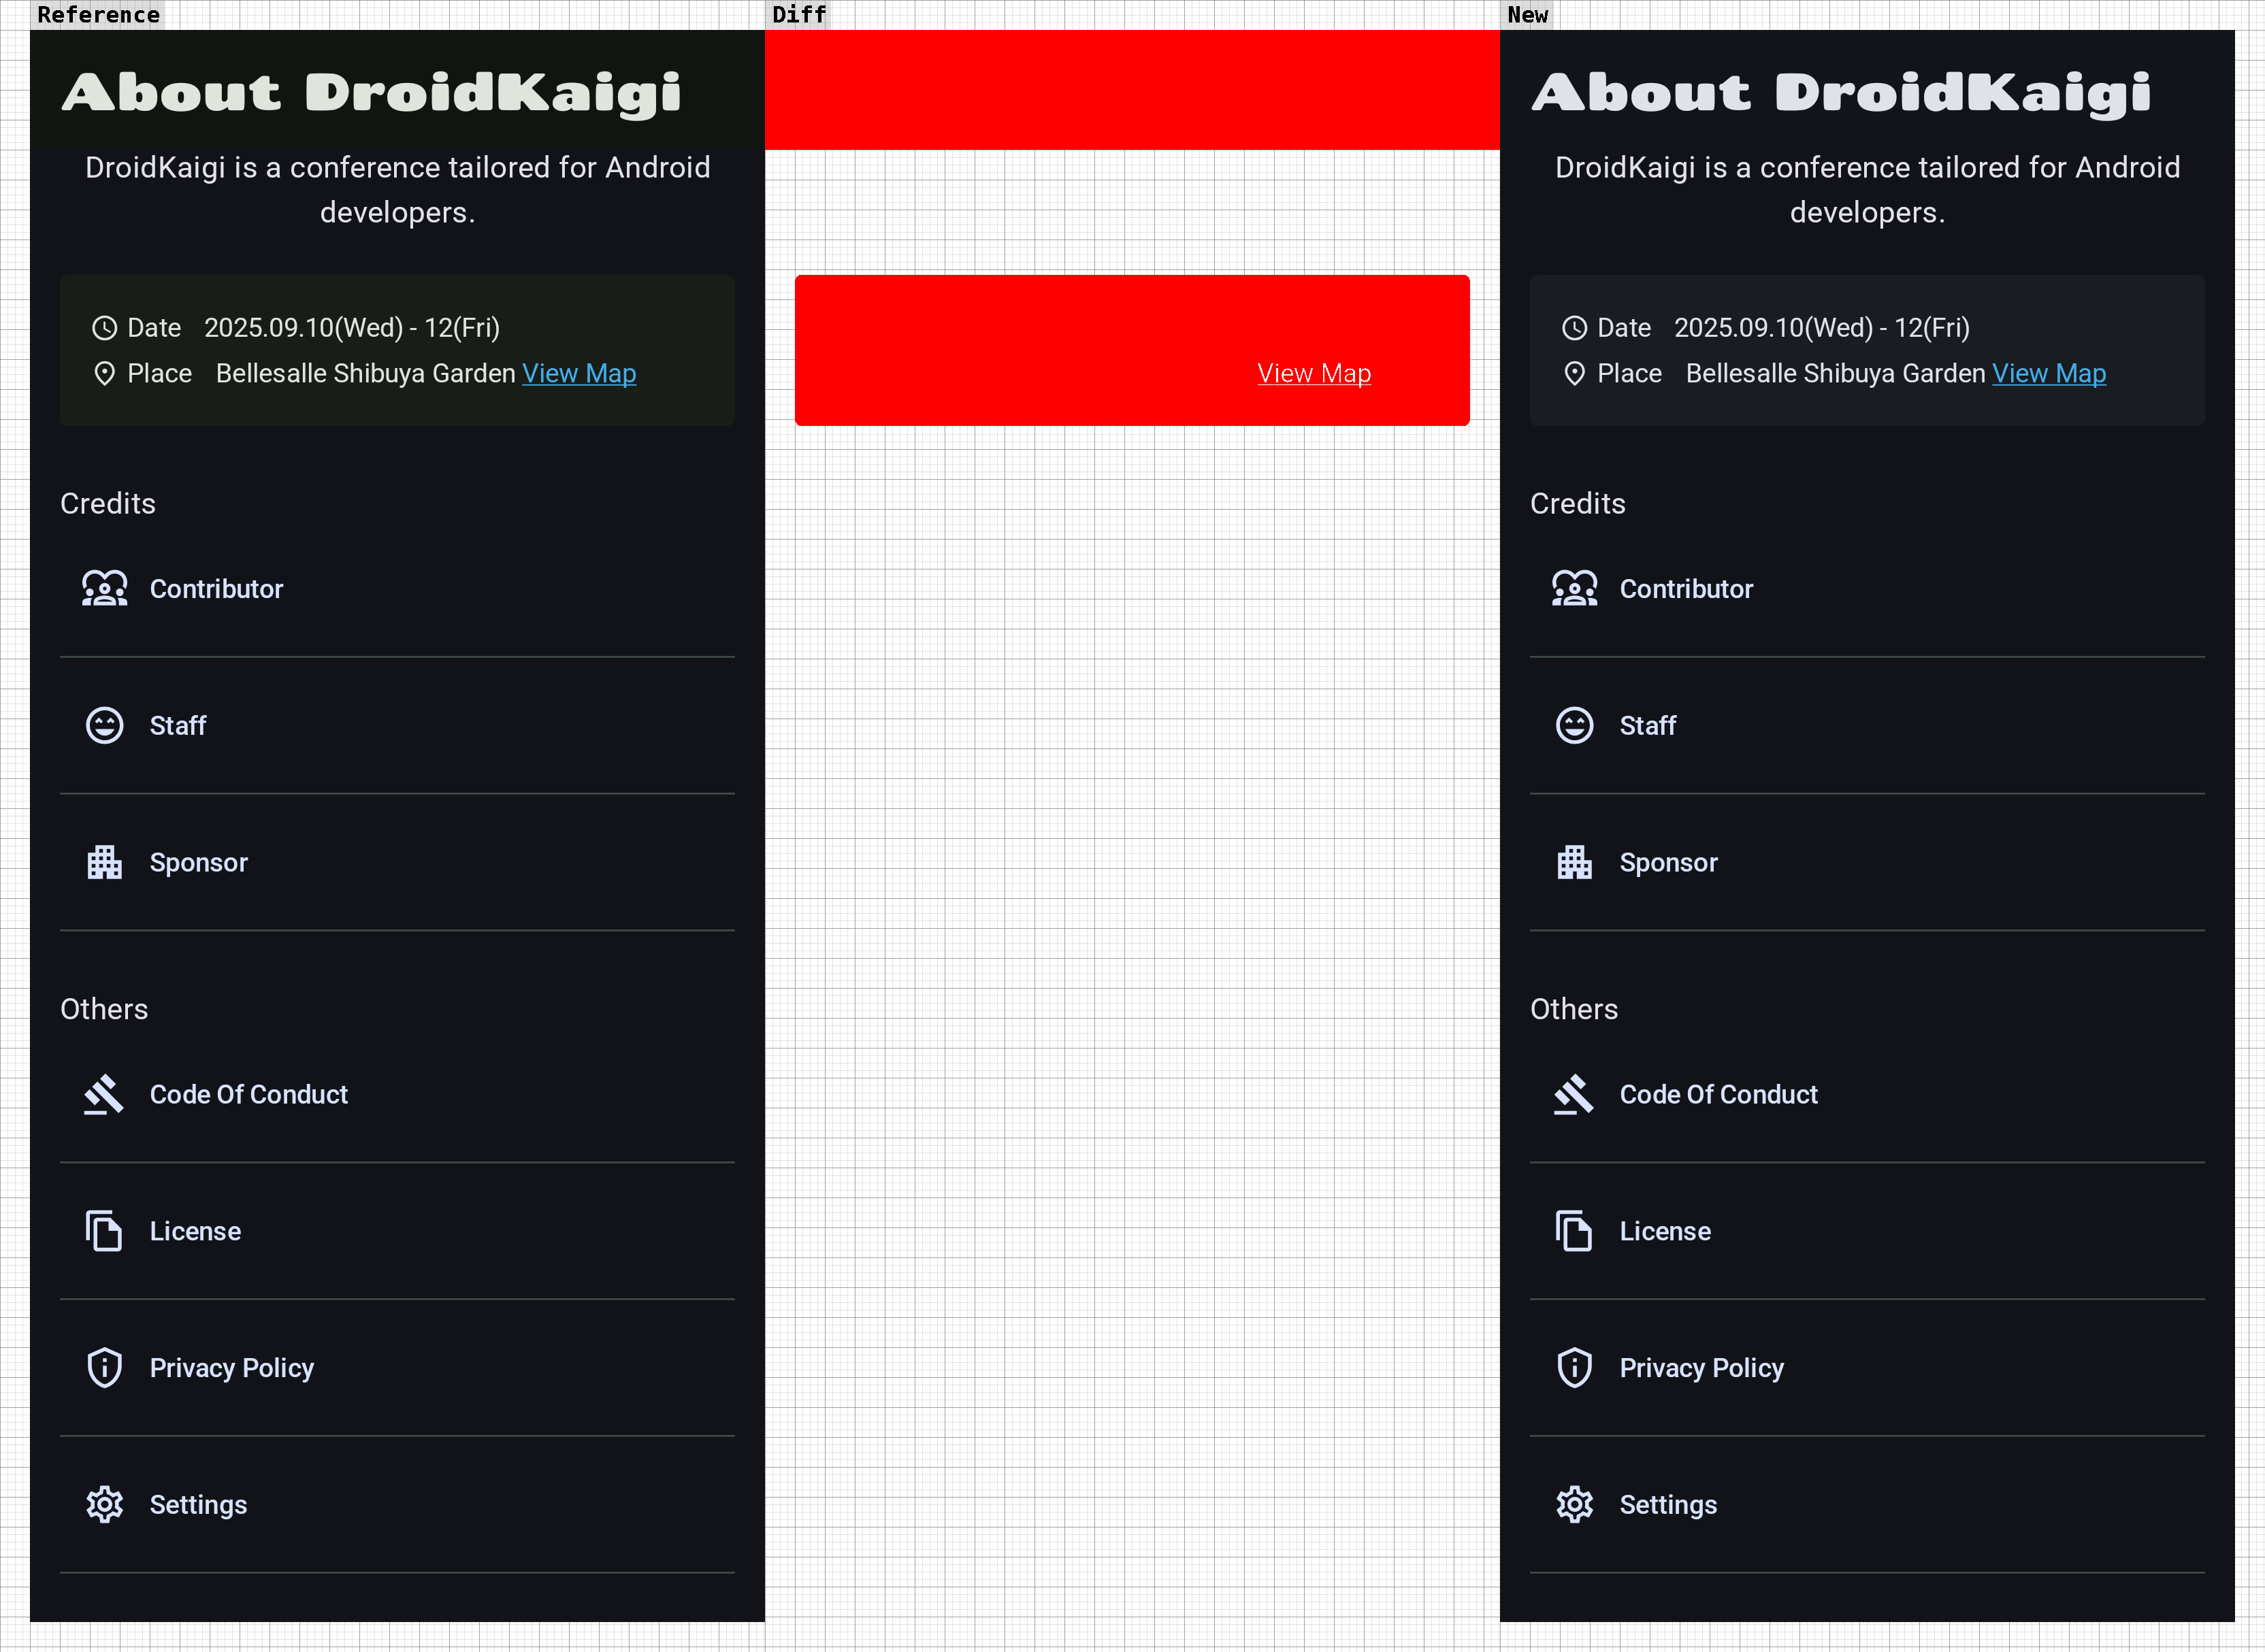 Reference
About DroidKaigi
DroidKaigi is a conference tailored for Android
developers.
Date 2025.09.10(Wed) - 12(Fri)
Place Bellesalle Shibuya Garden View Map
Credits
Contributor
Staff
Sponsor
Others
Code Of Conduct
License
Privacy Policy
Settings
Diff
View Map
New
About DroidKaigi
DroidKaigi is a conference tailored for Android
developers.
Date 2025.09.10(Wed) - 12(Fri)
Place Bellesalle Shibuya Garden View Map
Credits
Contributor
Staff
Sponsor
Others
Code Of Conduct
License
Privacy Policy
Settings